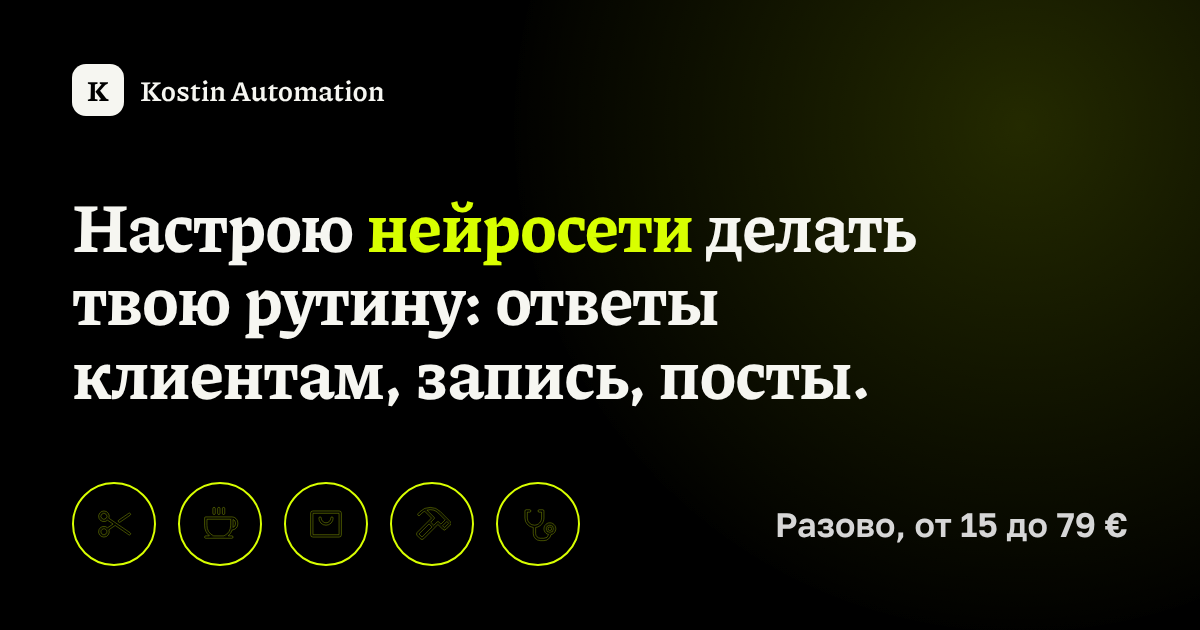 K
Kostin Automation
Настрою нейросети делать
твою рутину: ответы
клиентам, запись, посты.
Разово, от 15 до 79 €